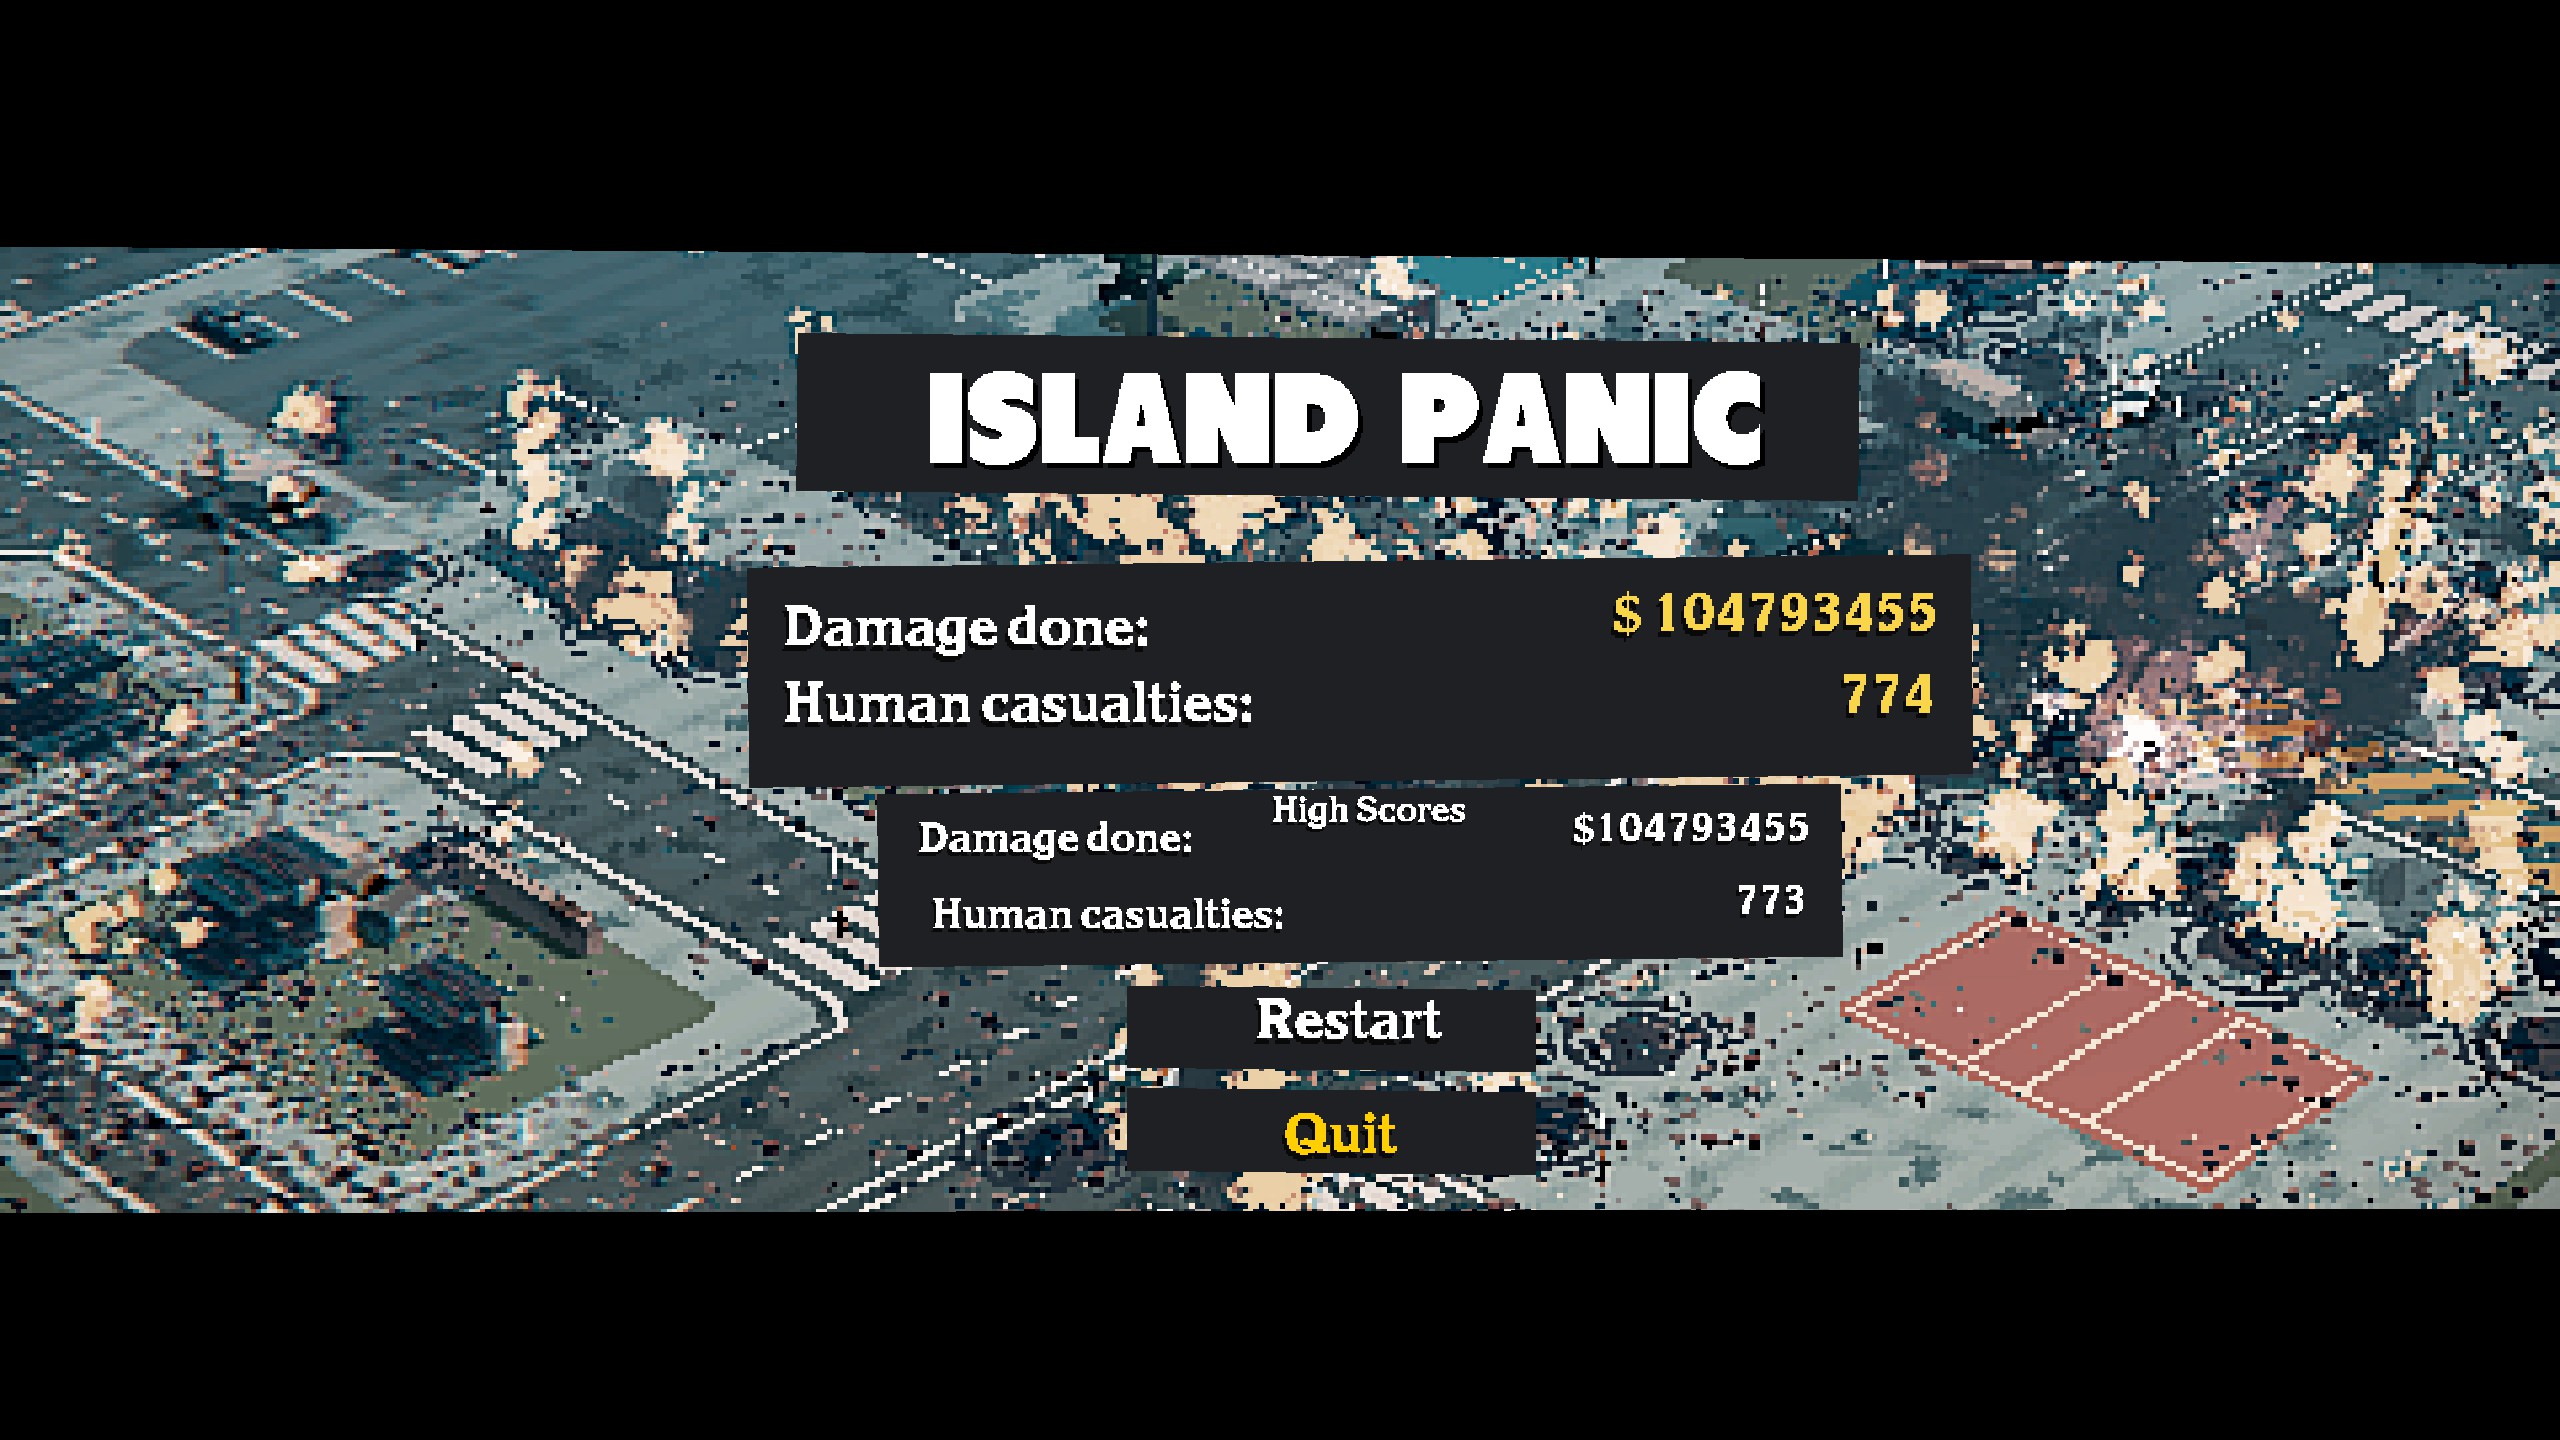 ISLAND PANIC
Damage done: $ 104793455
Human casualties: 774
High Scores
Damage done: $104793455
Human casualties: 773
Restart
Quit